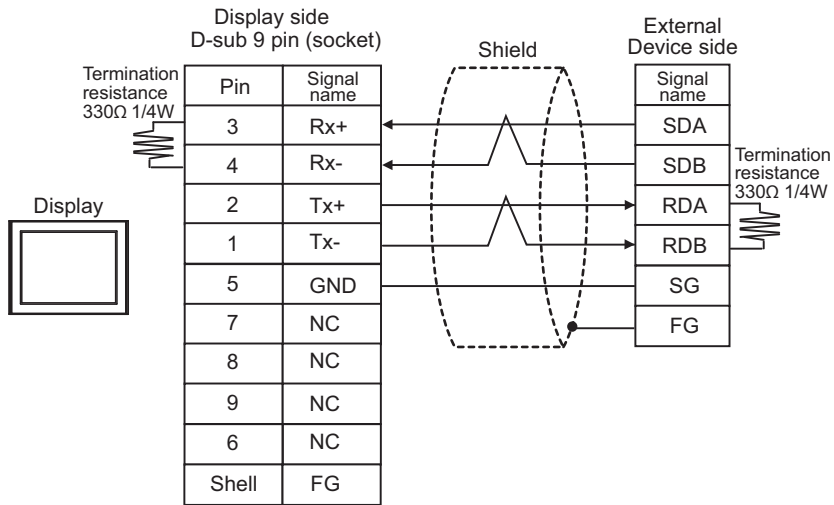 Display side
D-sub 9 pin (socket)
External
Device side
Shield
Termination
resistance
330Ω 1/4W
Pin
Signal
name
3
Rx+
4
Rx-
2
Tx+
1
Tx-
5
GND
7
NC
8
NC
9
NC
6
NC
Shell
FG
Display
Signal
name
SDA
SDB
RDA
RDB
SG
FG
Termination
resistance
330Ω 1/4W